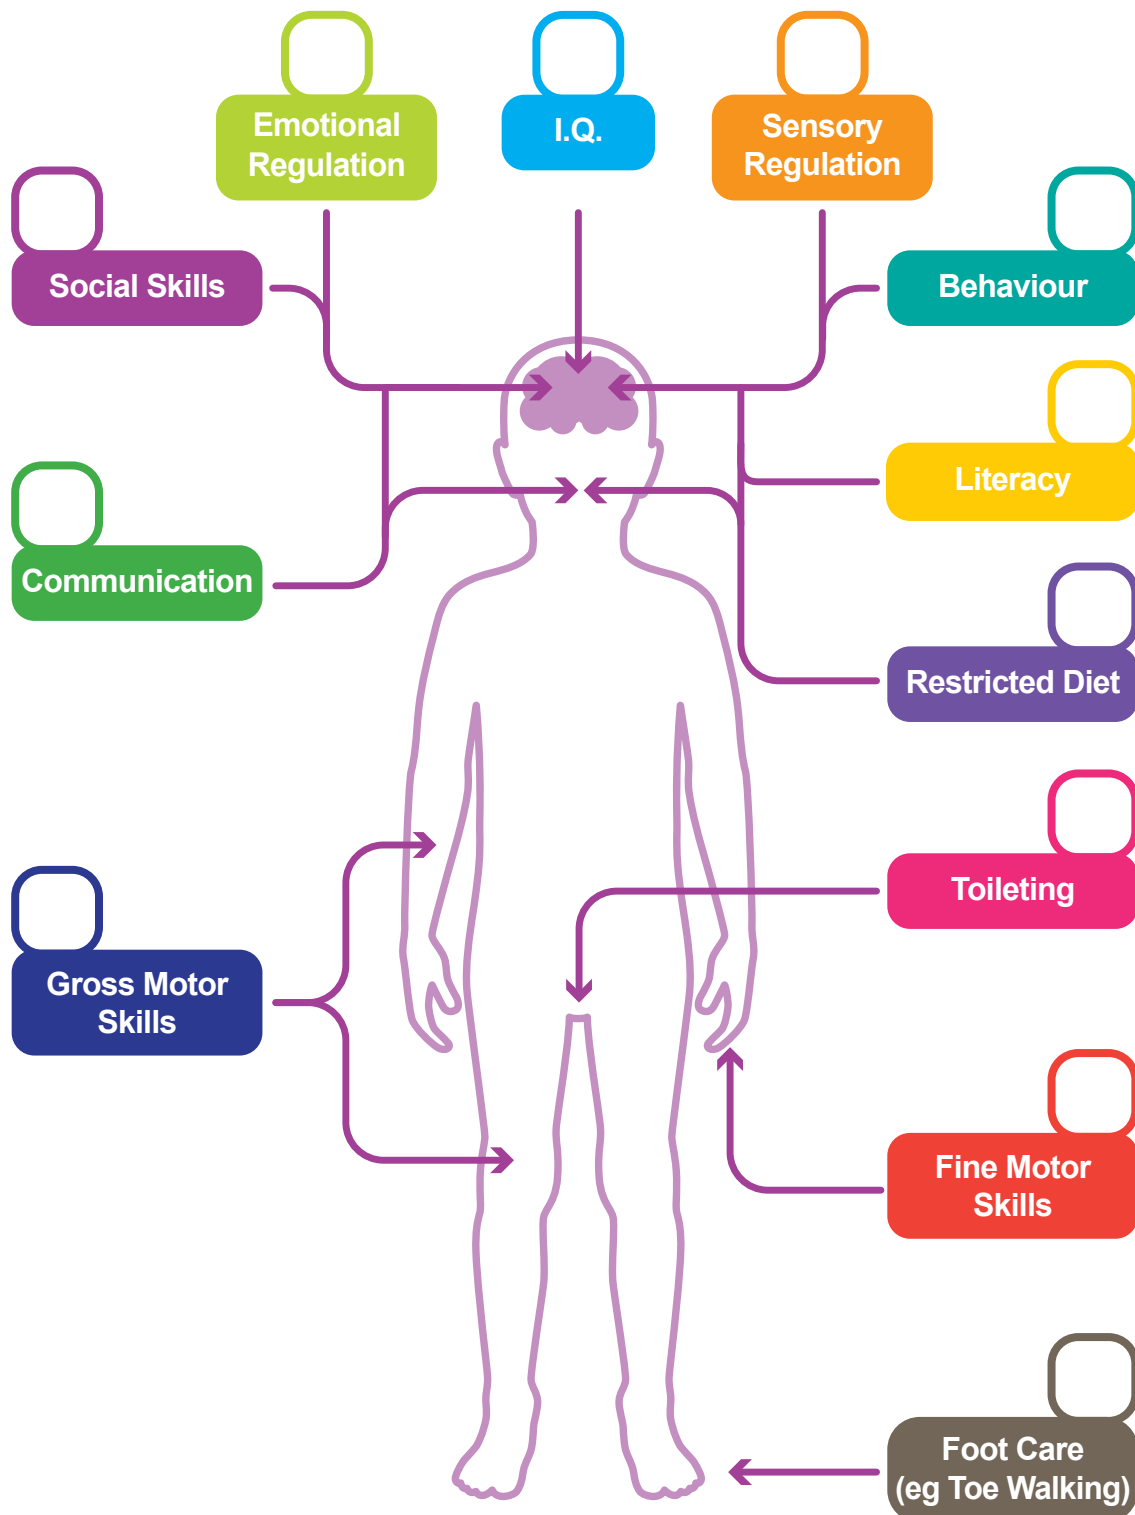 Emotional
Regulation
I.Q.
Sensory
Regulation
Social Skills
Behaviour
Literacy
Communication
Restricted Diet
Toileting
Gross Motor
Skills
Fine Motor
Skills
Foot Care
(eg Toe Walking)